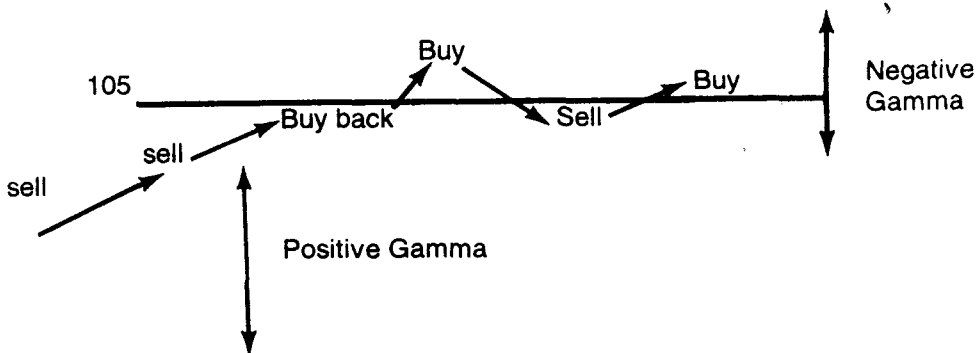 Buy
Negative
Gamma
105
Buy
Buy back
Sell
sell
sell
Positive Gamma